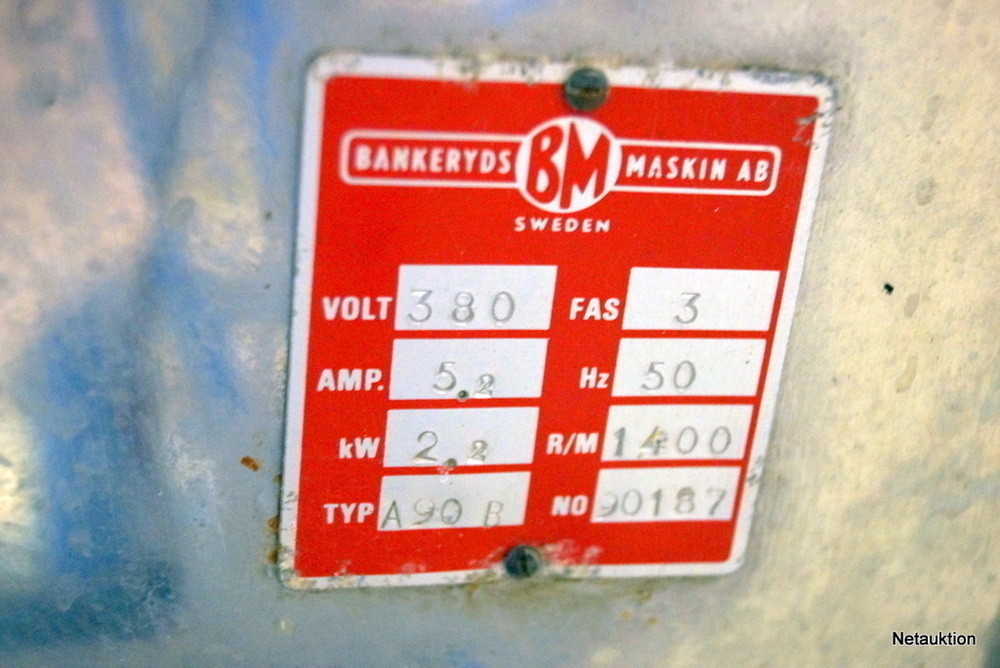 BANKERYDS BM MASKIN AB
SWEDEN
VOLT 380 FAS 3
AMP. 5.2 Hz 50
kW 2.2 R/M 1400
TYP A90 B NO 90187
Netauktion